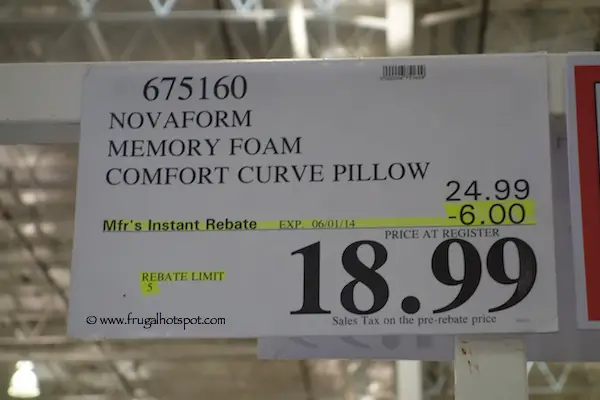 675160
NOVAFORM
MEMORY FOAM
COMFORT CURVE PILLOW
24.99
Mfr's Instant Rebate EXP. 06/01/14 -6.00
PRICE AT REGISTER
18.99
REBATE LIMIT
5
Sales Tax on the pre-rebate price
© www.frugalhotspot.com